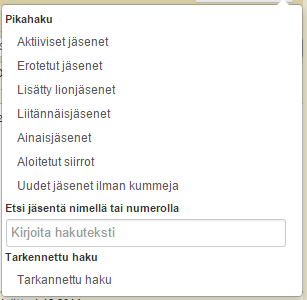 Pikahaku
Aktiiviset jäsenet
Erotetut jäsenet
Lisätty lionjäsenet
Liitännäisjäsenet
Ainaisjäsenet
Aloitetut siirrot
Uudet jäsenet ilman kummeja
Etsi jäsentä nimellä tai numerolla
Kirjoita hakuteksti
Tarkennettu haku
Tarkennettu haku